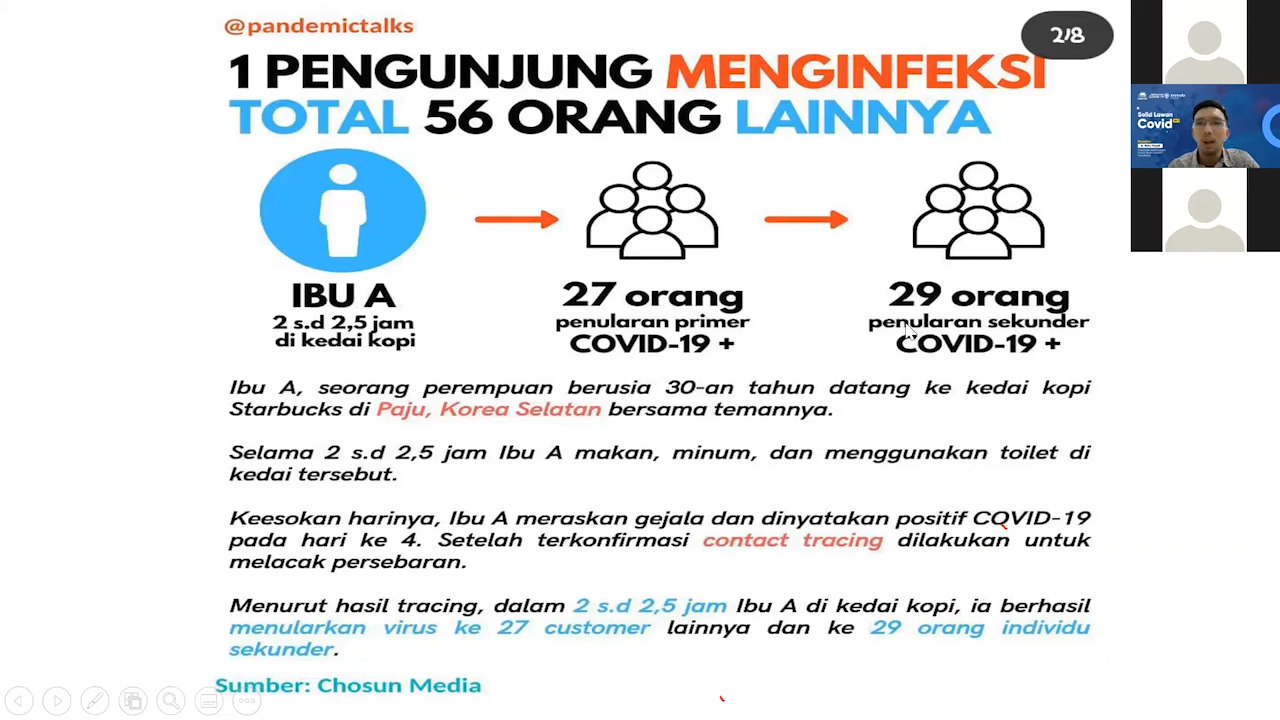 @pandemictalks
2/8
1 PENGUNJUNG MENGINFEKSI
TOTAL 56 ORANG LAINNYA
IBU A
2 s.d 2,5 jam
di kedai kopi
27 orang
penularan primer
COVID-19 +
29 orang
penularan sekunder
COVID-19 +
Ibu A, seorang perempuan berusia 30-an tahun datang ke kedai kopi
Starbucks di Paju, Korea Selatan bersama temannya.
Selama 2 s.d 2,5 jam Ibu A makan, minum, dan menggunakan toilet di
kedai tersebut.
Keesokan harinya, Ibu A meraskan gejala dan dinyatakan positif COVID-19
pada hari ke 4. Setelah terkonfirmasi contact tracing dilakukan untuk
melacak persebaran.
Menurut hasil tracing, dalam 2 s.d 2,5 jam Ibu A di kedai kopi, ia berhasil
menularkan virus ke 27 customer lainnya dan ke 29 orang individu
sekunder.
Sumber: Chosun Media
Solid Lawan
Covid